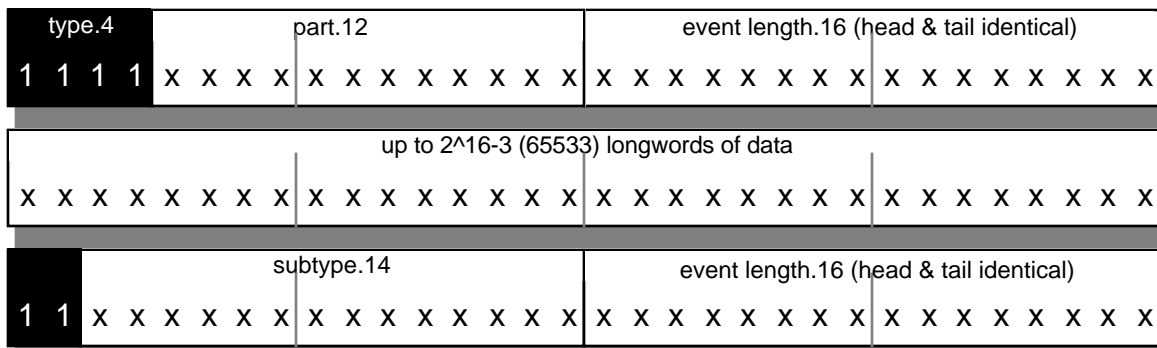 type.4 part.12 event length.16 (head & tail identical)
1 1 1 1 x x x x x x x x x x x x x x x x x x x x x x x x x x x x
up to 2^16-3 (65533) longwords of data
x x x x x x x x x x x x x x x x x x x x x x x x x x x x x x x x
subtype.14 event length.16 (head & tail identical)
1 1 x x x x x x x x x x x x x x x x x x x x x x x x x x x x x x